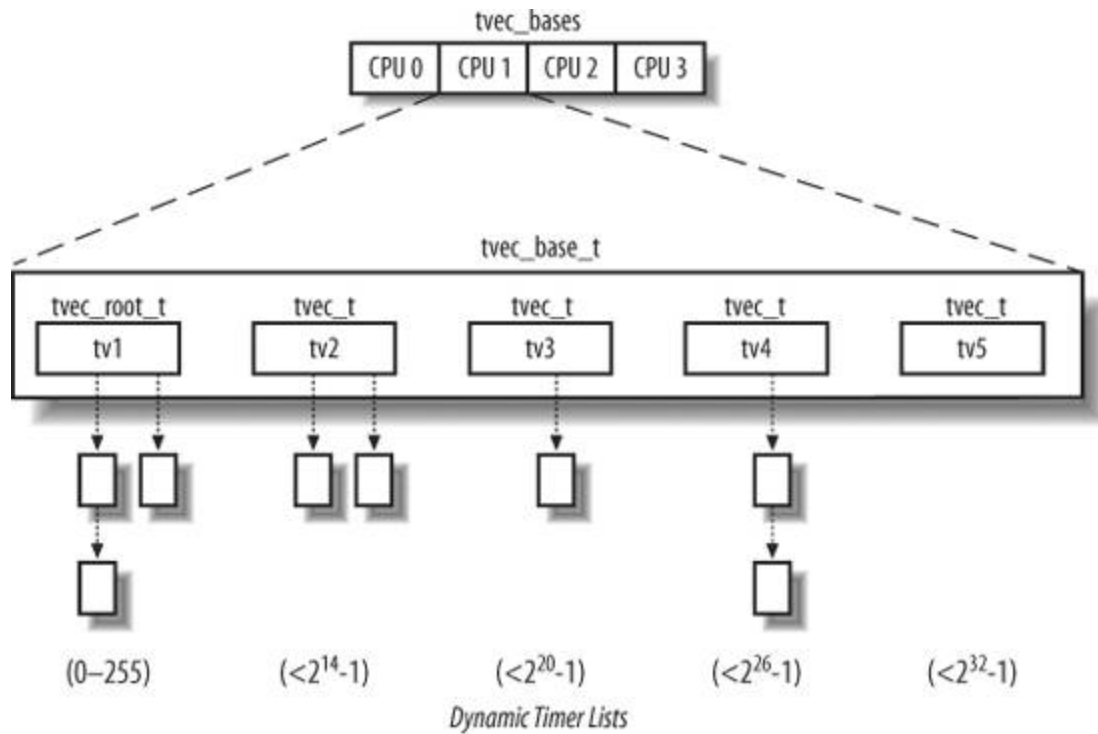 tvec_bases
CPU 0 CPU 1 CPU 2 CPU 3
tvec_base_t
tvec_root_t tvec_t tvec_t tvec_t tvec_t
tv1 tv2 tv3 tv4 tv5
(0–255) (<2¹⁴-1) (<2²⁰-1) (<2²⁶-1) (<2³²-1)
Dynamic Timer Lists